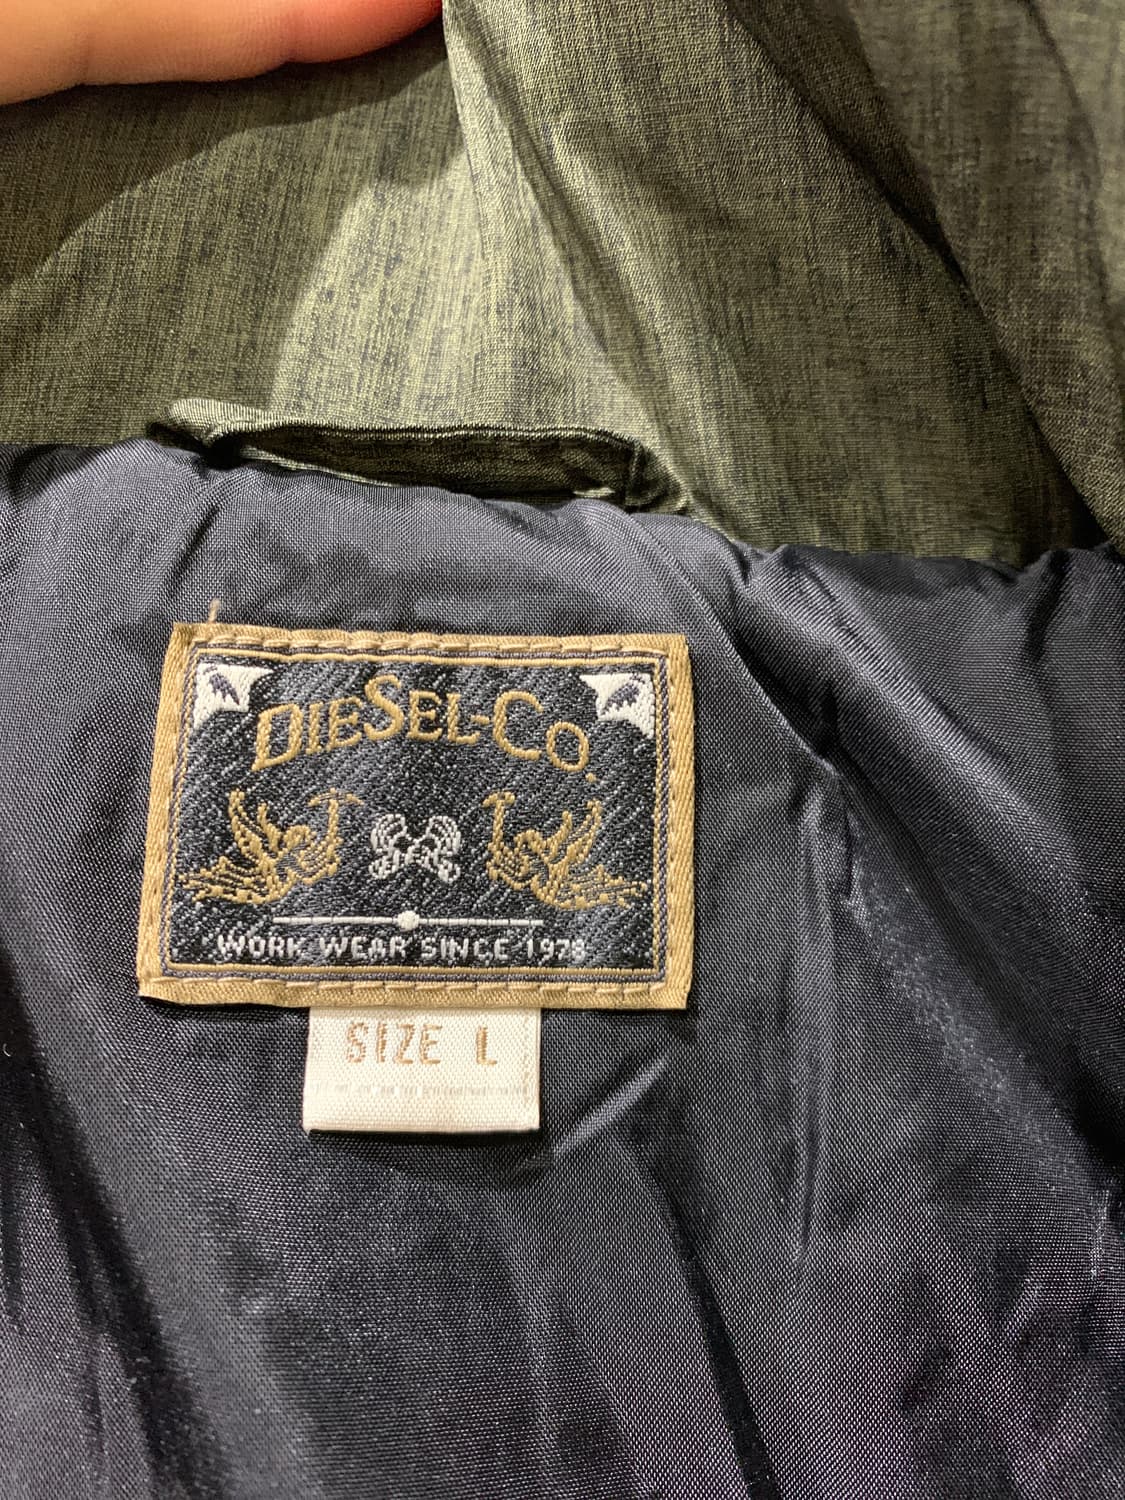 DIESEL-CO.
WORK WEAR SINCE 1978
SIZE L